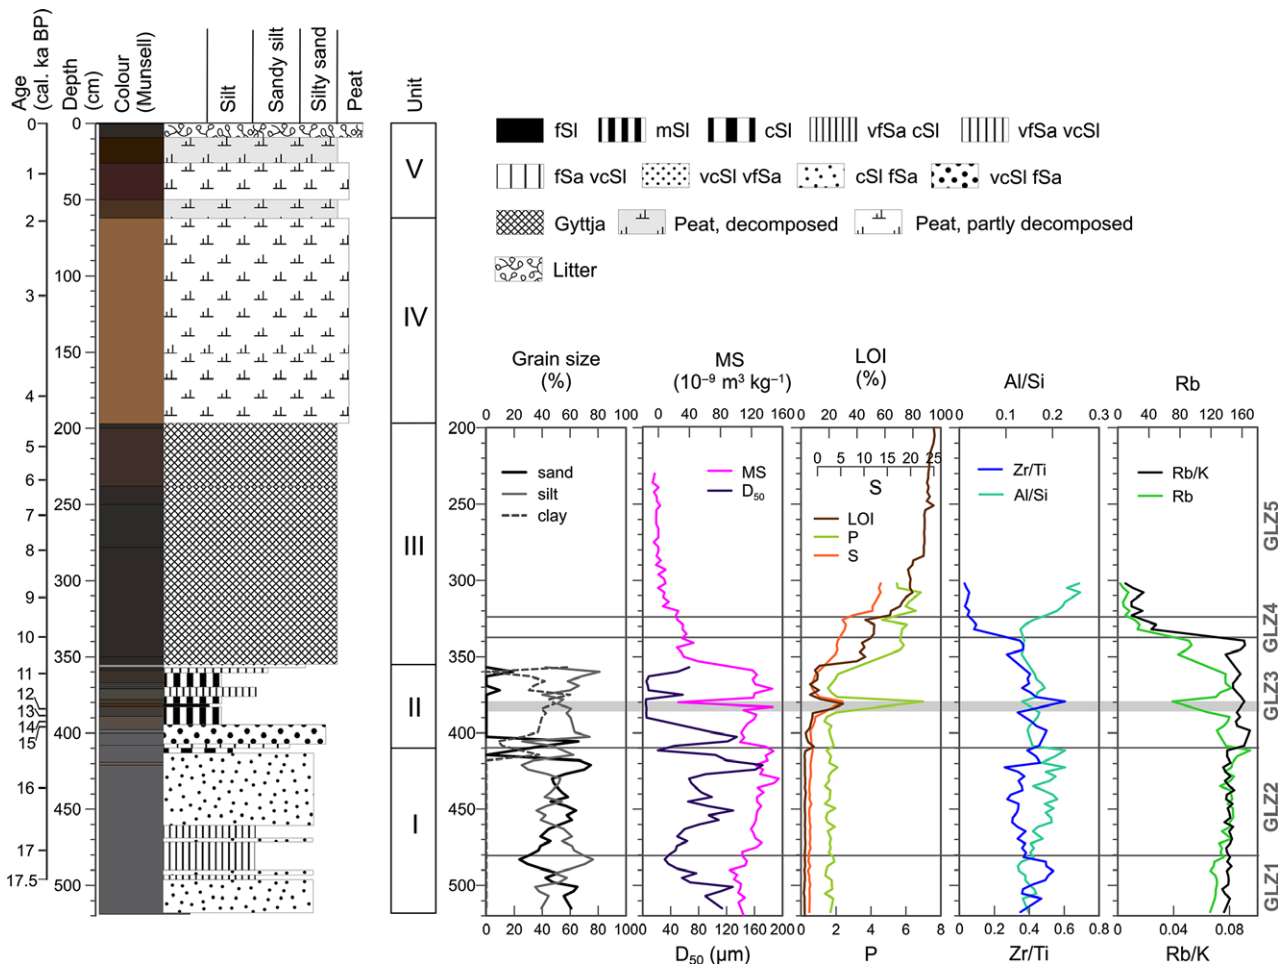 Age
(cal. ka BP)
Depth
(cm)
Colour
(Munsell)
Silt
Sandy silt
Silty sand
Peat
Unit
0
1
2
3
4
5
6
7
8
9
10
11
12
13
14
15
16
17
17.5
0
50
100
150
200
250
300
350
400
450
500
V
IV
III
II
I
fSl
mSl
cSl
vfSa cSl
vfSa vcSl
fSa vcSl
vcSl vfSa
cSl fSa
vcSl fSa
Gyttja
Peat, decomposed
Peat, partly decomposed
Litter
Grain size
(%)
0 20 40 60 80 100
200
250
300
350
400
450
500
sand
silt
clay
0 20 40 60 80 100
MS
(10⁻⁹ m³ kg⁻¹)
0 40 80 120 160
MS
D₅₀
0 40 80 120 160
D₅₀ (µm)
LOI
(%)
0 20 40 60 80 100
0 5 10 15 20 25
S
LOI
P
S
0 2 4 6 8
P
Al/Si
0 0.1 0.2 0.3
Zr/Ti
Al/Si
0 0.2 0.4 0.6 0.8
Zr/Ti
Rb
0 40 80 120 160
Rb/K
Rb
0 0.04 0.08
Rb/K
GLZ5
GLZ4
GLZ3
GLZ2
GLZ1